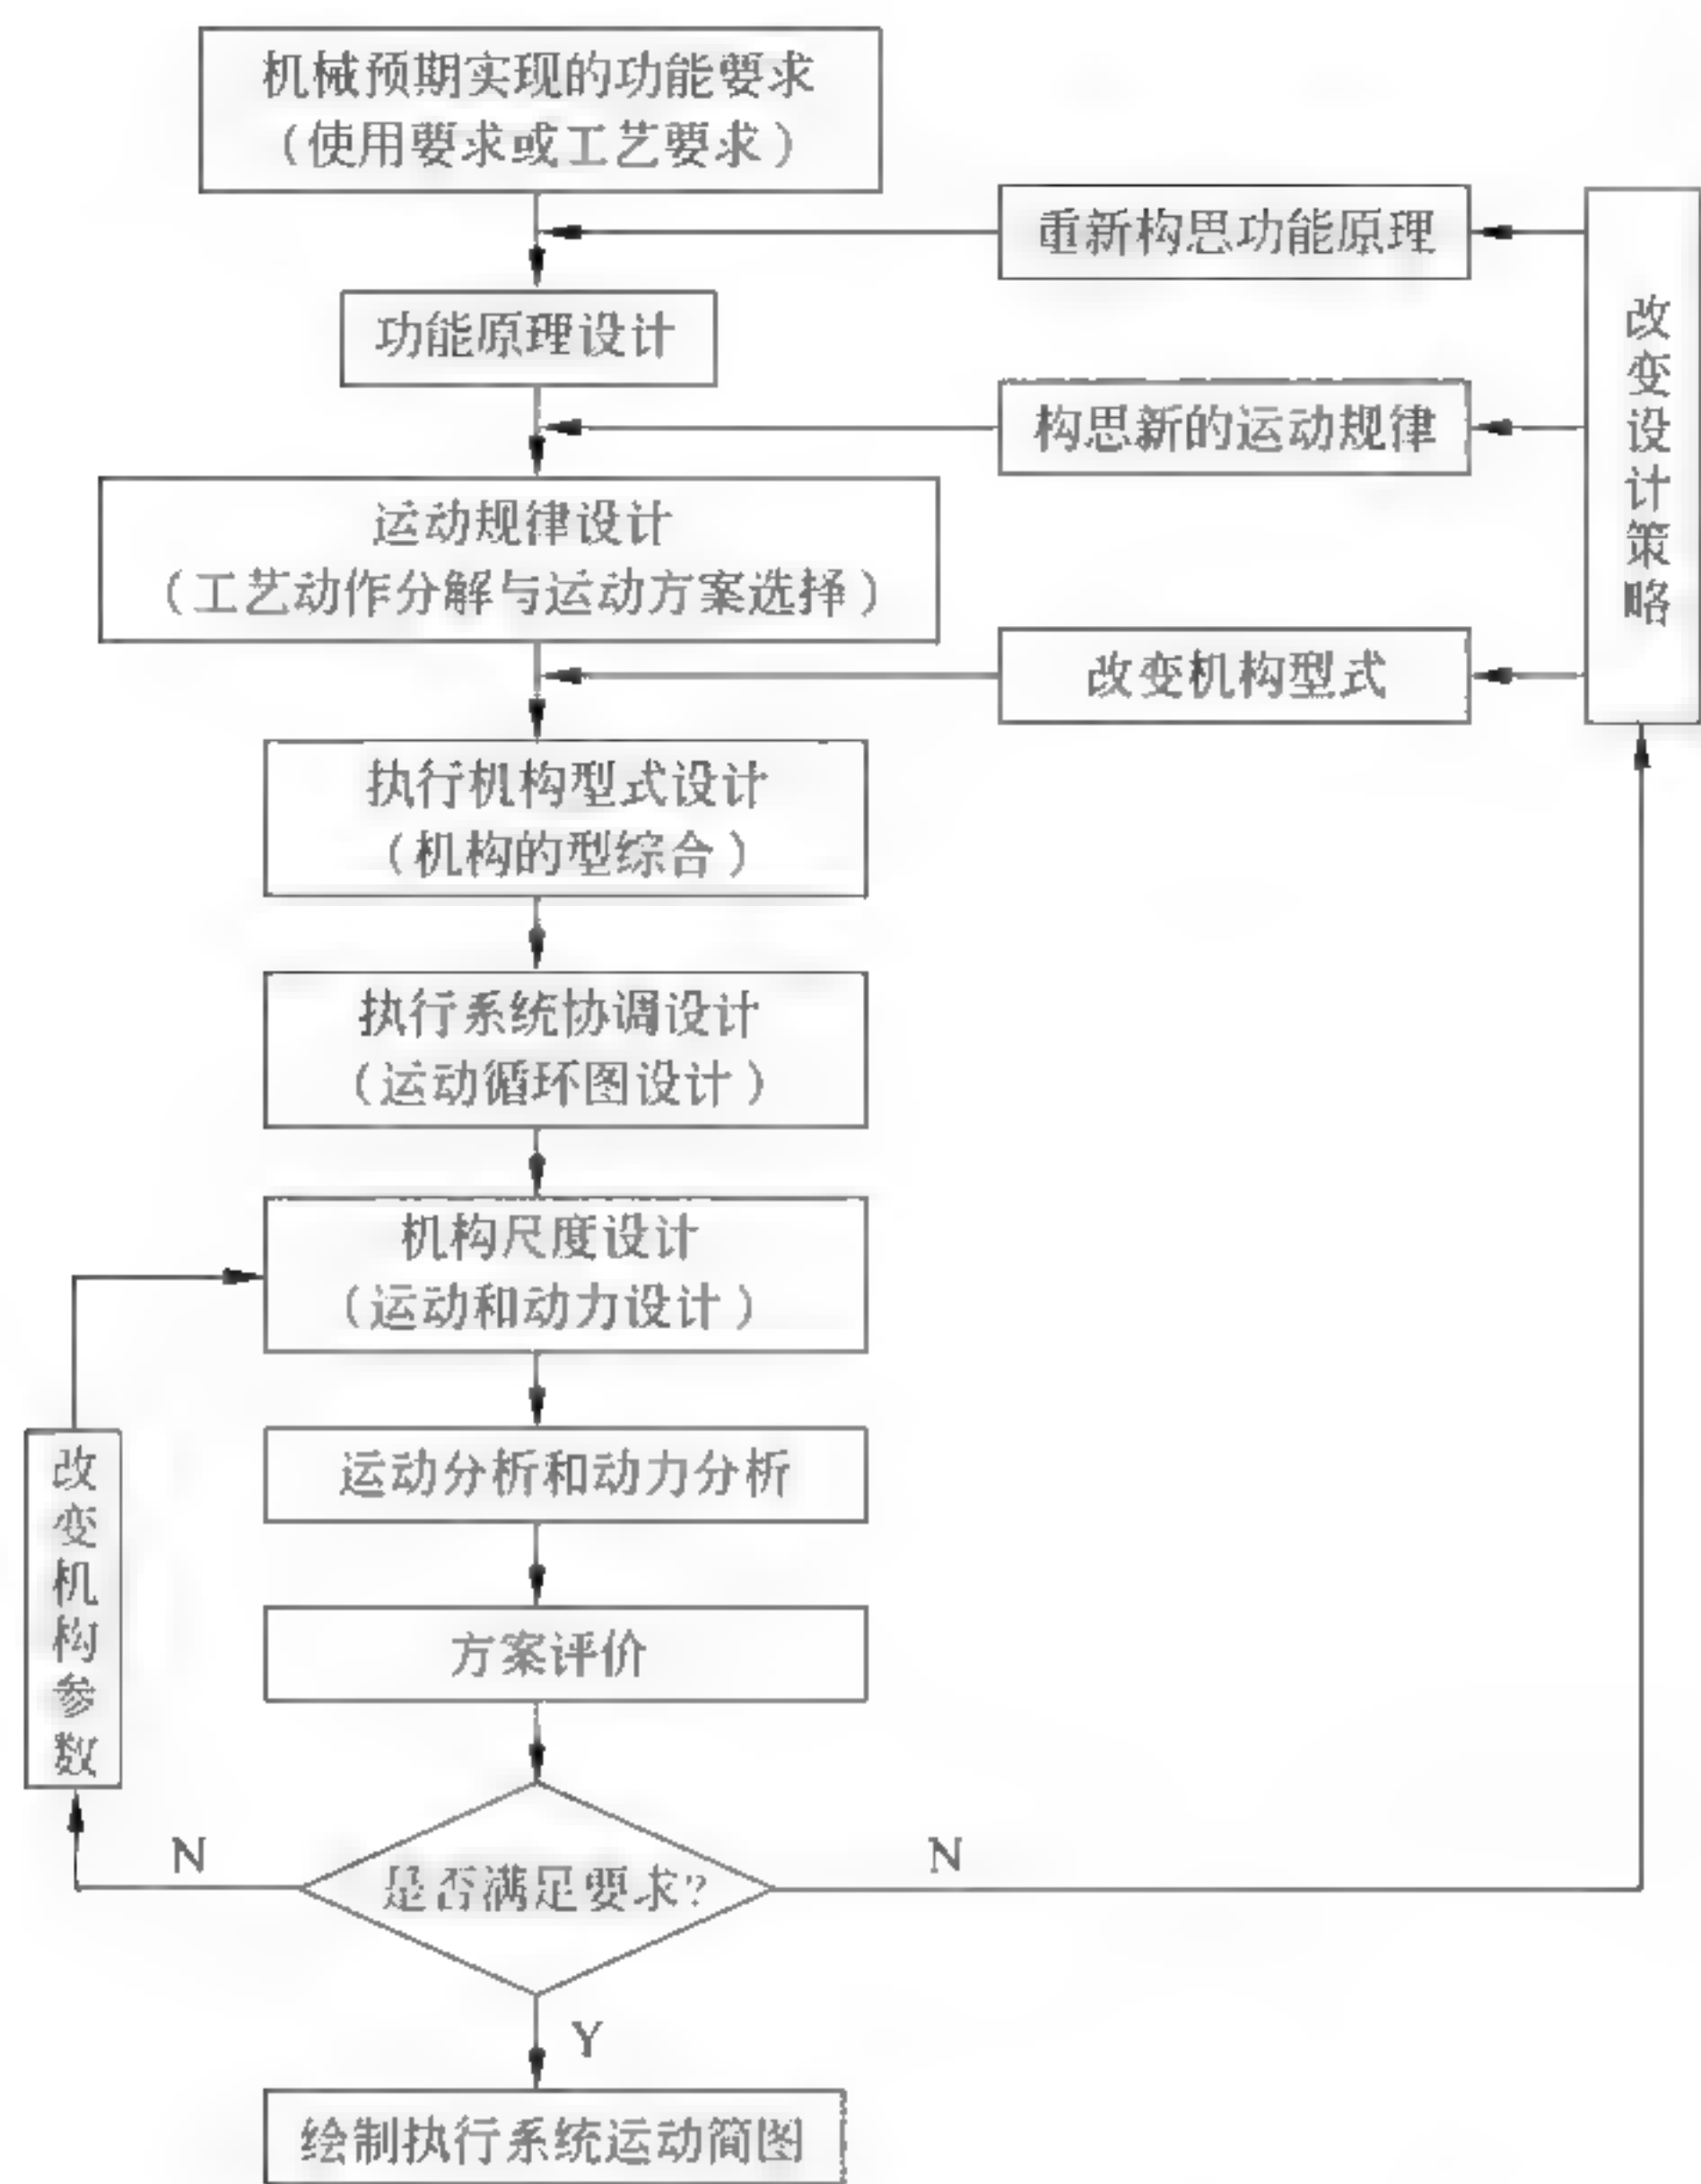 机械预期实现的功能要求
（使用要求或工艺要求）
重新构思功能原理
功能原理设计
构思新的运动规律
改变设计策略
运动规律设计
（工艺动作分解与运动方案选择）
改变机构型式
执行机构型式设计
（机构的型综合）
执行系统协调设计
（运动循环图设计）
机构尺度设计
（运动和动力设计）
运动分析和动力分析
改变机构参数
方案评价
N
是否满足要求?
N
Y
绘制执行系统运动简图